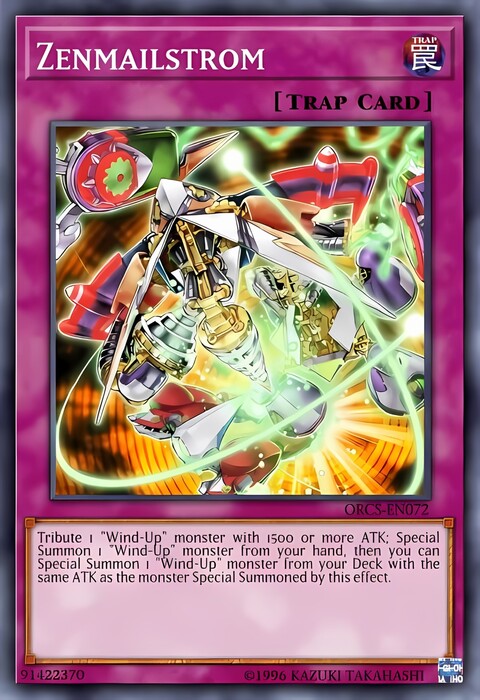 ZENMAILSTROM
TRAP
罠
[TRAP CARD]
ORCS-EN072
Tribute 1 "Wind-Up" monster with 1500 or more ATK; Special
Summon 1 "Wind-Up" monster from your hand, then you can
Special Summon 1 "Wind-Up" monster from your Deck with the
same ATK as the monster Special Summoned by this effect.
91422370
©1996 KAZUKI TAKAHASHI